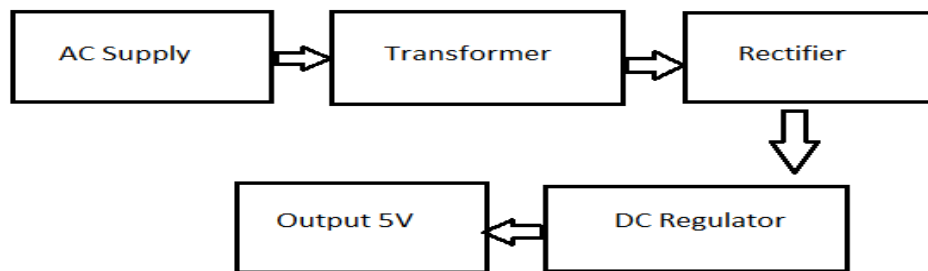 AC Supply
Transformer
Rectifier
DC Regulator
Output 5V